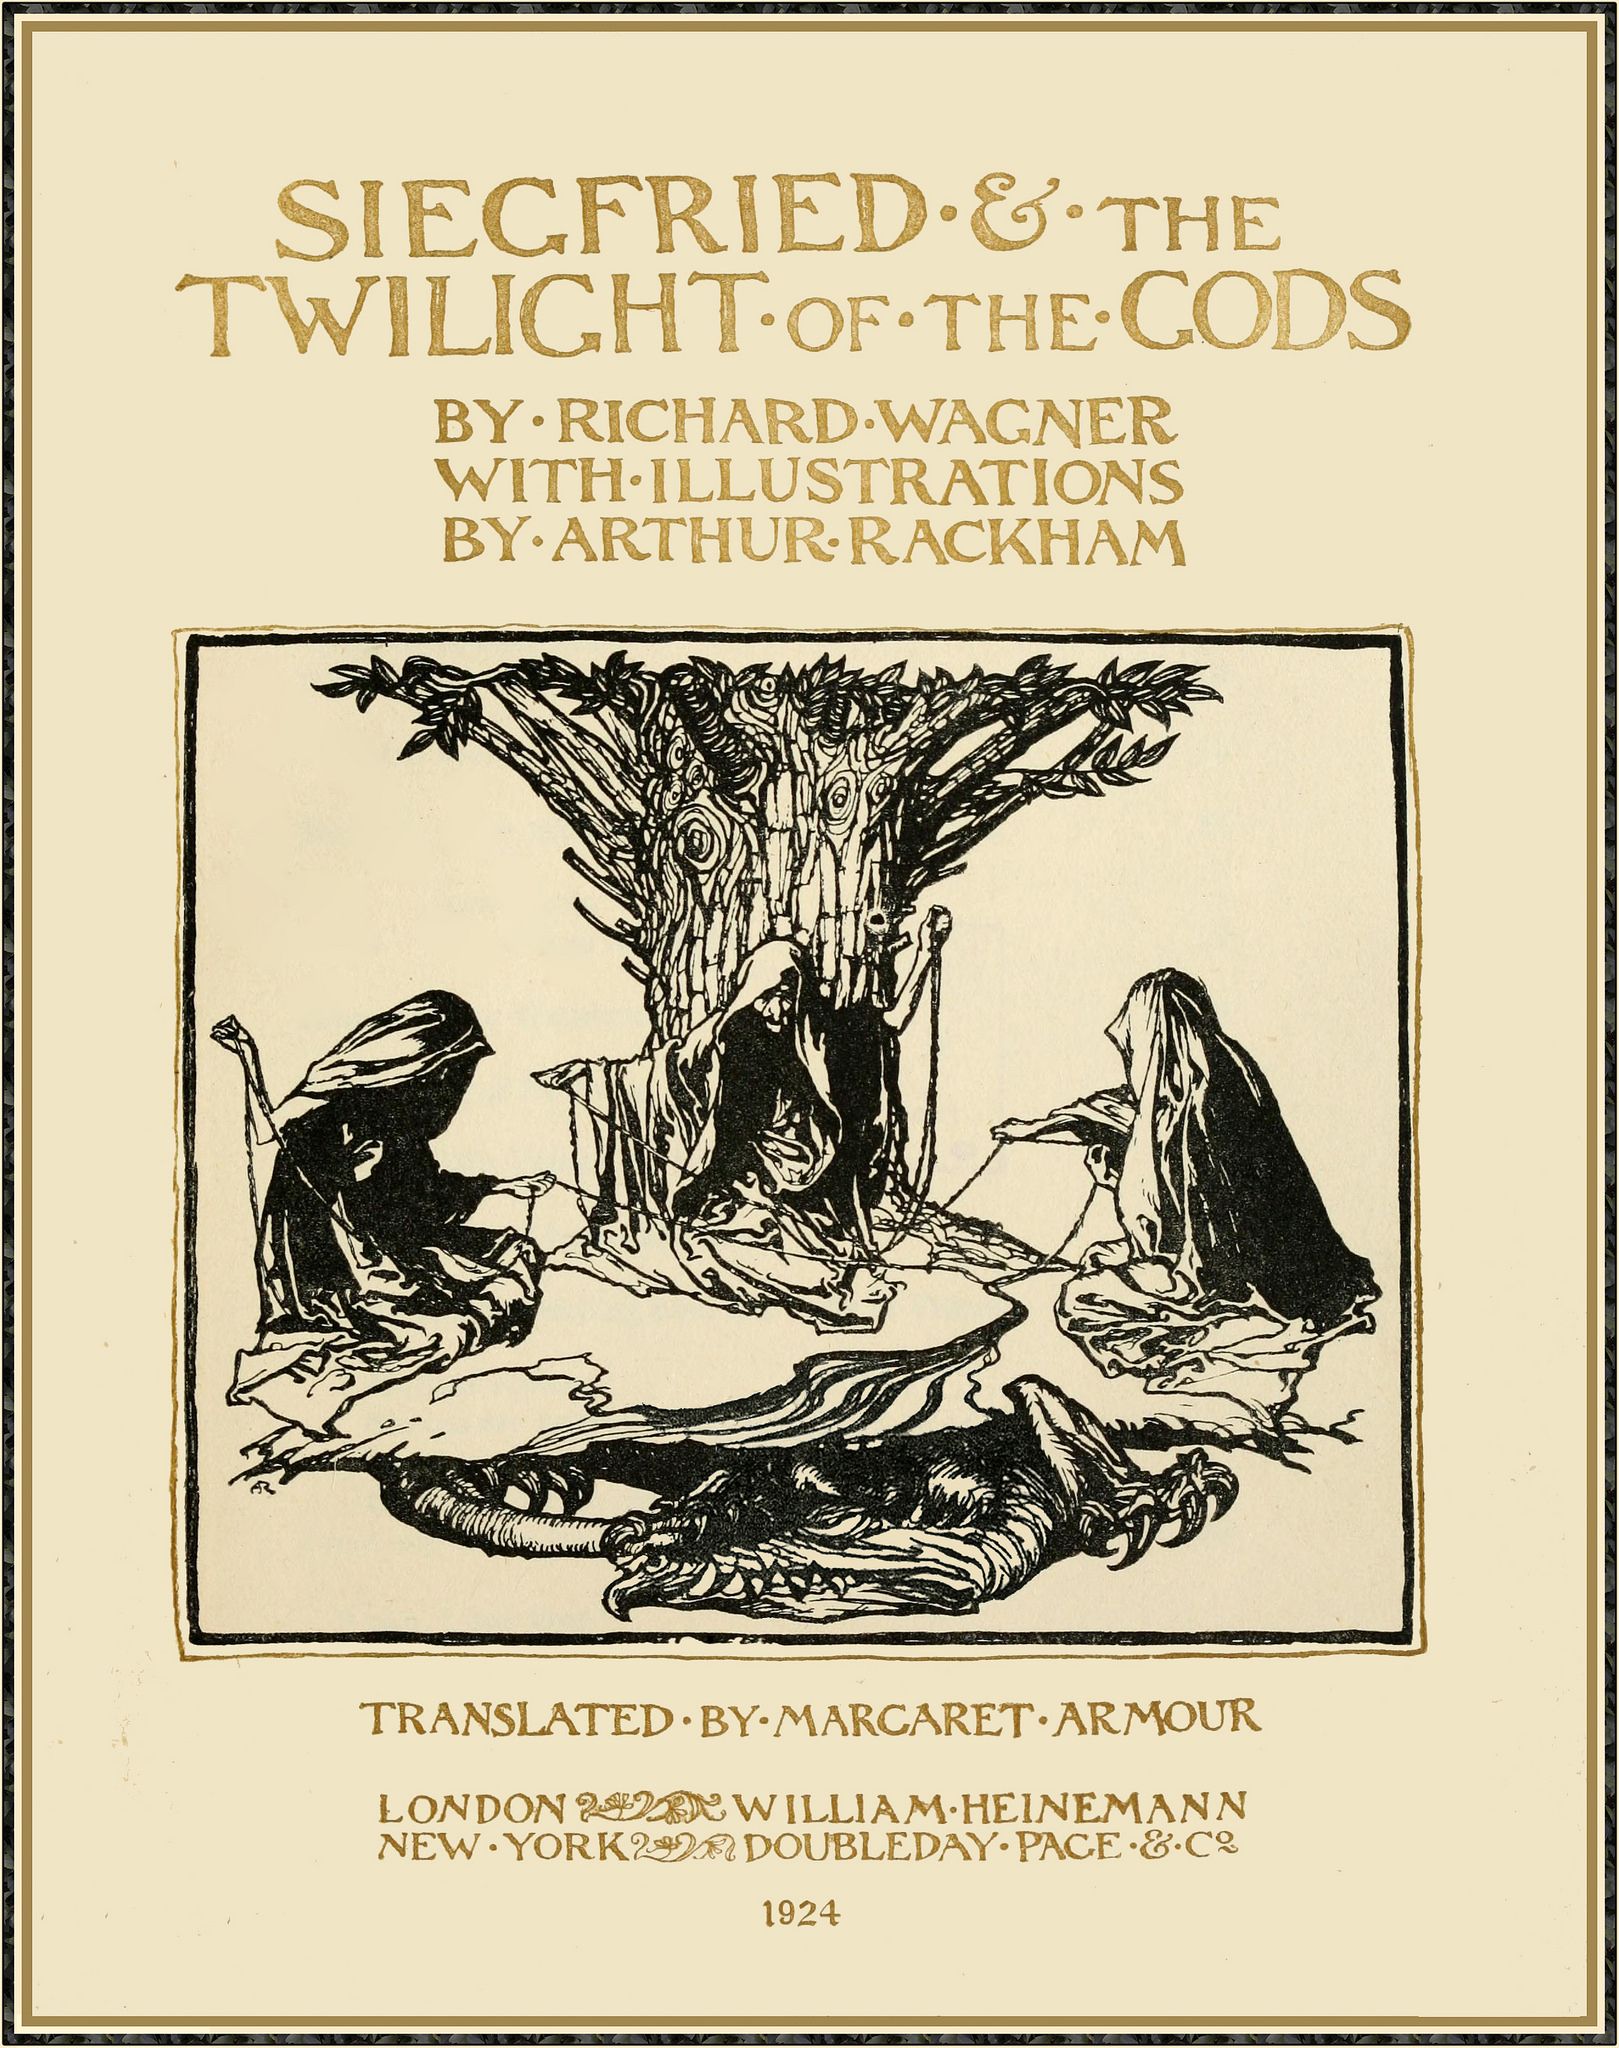 SIEGFRIED·&·THE
TWILIGHT·OF·THE·GODS
BY·RICHARD·WAGNER
WITH·ILLUSTRATIONS
BY·ARTHUR·RACKHAM
AR
TRANSLATED·BY·MARGARET·ARMOUR
LONDON WILLIAM·HEINEMANN
NEW·YORK DOUBLEDAY·PAGE·&·Cº
1924